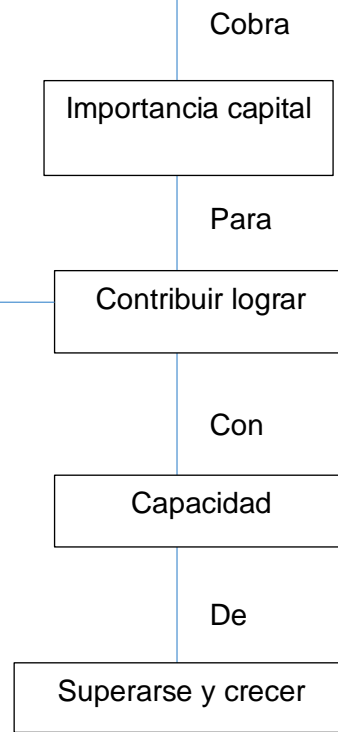 Cobra
Importancia capital
Para
Contribuir lograr
Con
Capacidad
De
Superarse y crecer